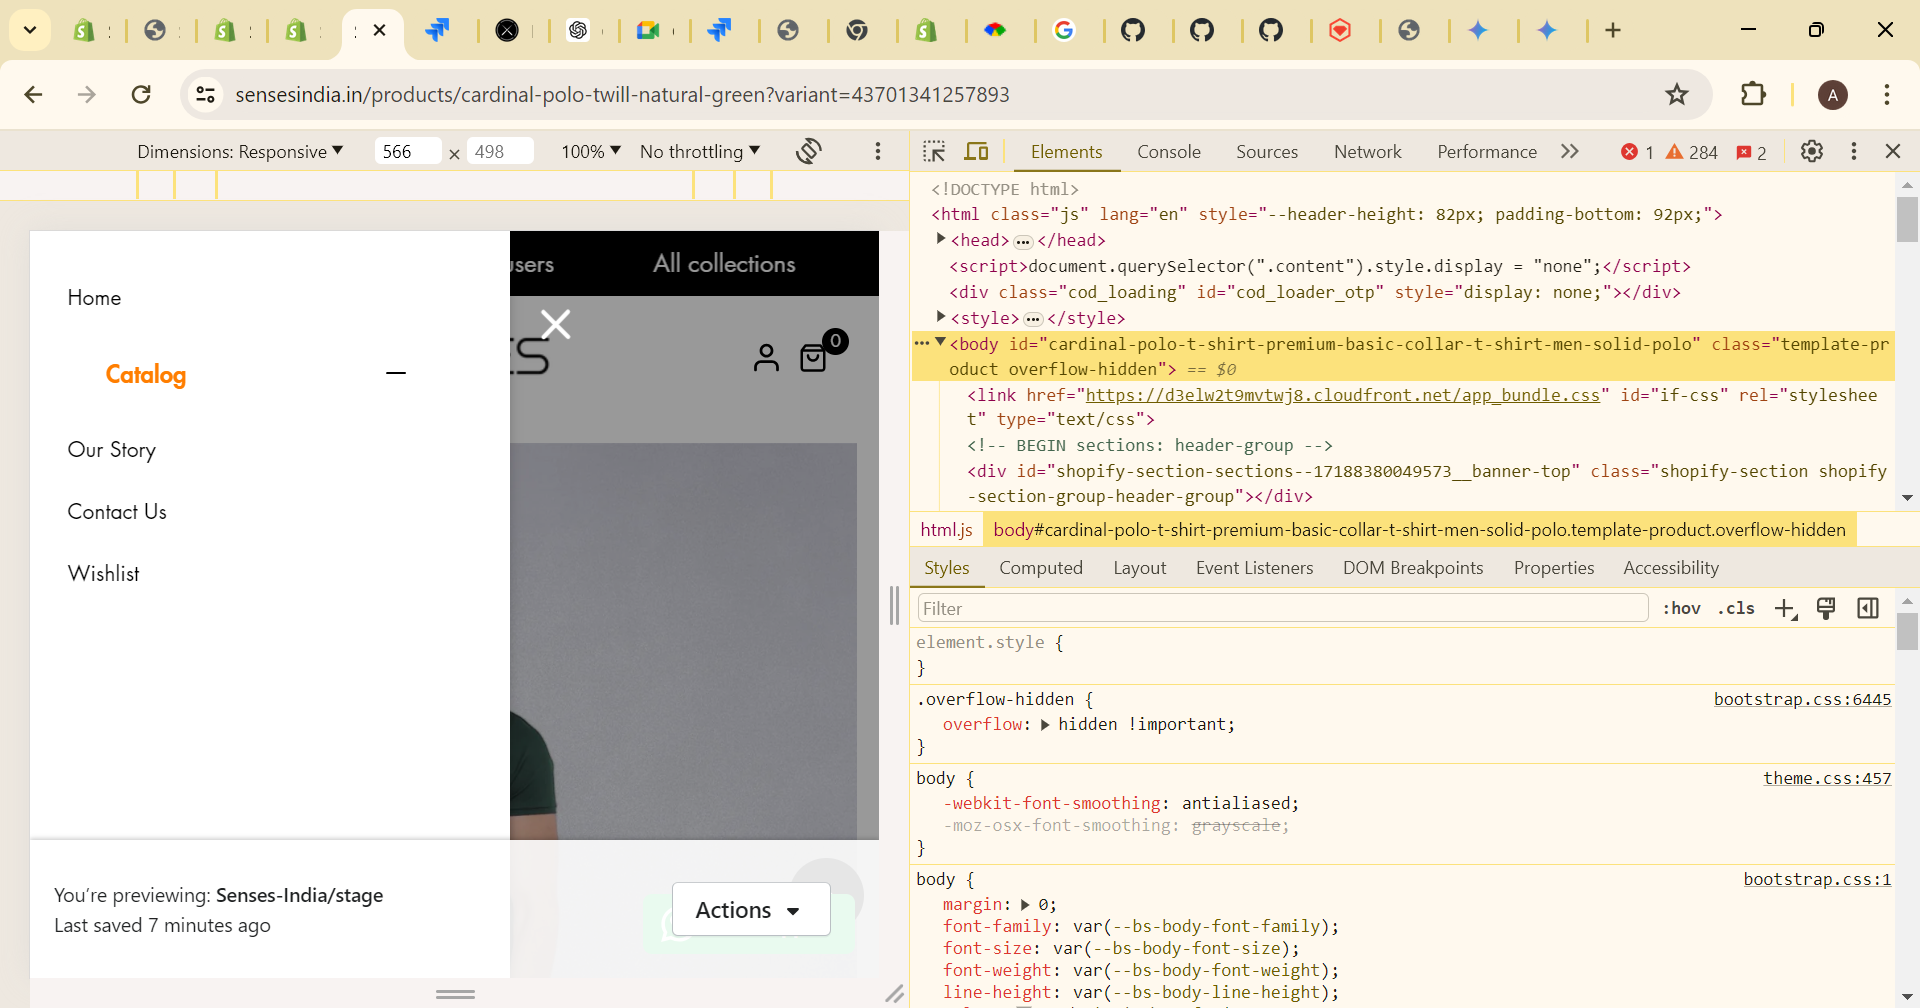 sensesindia.in/products/cardinal-polo-twill-natural-green?variant=43701341257893
A
Dimensions: Responsive
566 × 498
100%
No throttling
Elements
Console
Sources
Network
Performance
1
284
2
Home
Catalog
Our Story
Contact Us
Wishlist
All collections
ES
0
You're previewing: Senses-India/stage
Last saved 7 minutes ago
Actions
<!DOCTYPE html>
<html class="js" lang="en" style="--header-height: 82px; padding-bottom: 92px;">
<head> ••• </head>
<script>document.querySelector(".content").style.display = "none";</script>
<div class="cod_loading" id="cod_loader_otp" style="display: none;"></div>
<style> ••• </style>
<body id="cardinal-polo-t-shirt-premium-basic-collar-t-shirt-men-solid-polo" class="template-pr
oduct overflow-hidden"> == $0
<link href="https://d3elw2t9mvtwj8.cloudfront.net/app_bundle.css" id="if-css" rel="styleshee
t" type="text/css">
<!-- BEGIN sections: header-group -->
<div id="shopify-section-sections--17188380049573__banner-top" class="shopify-section shopify
-section-group-header-group"></div>
html.js
body#cardinal-polo-t-shirt-premium-basic-collar-t-shirt-men-solid-polo.template-product.overflow-hidden
Styles
Computed
Layout
Event Listeners
DOM Breakpoints
Properties
Accessibility
Filter
:hov
.cls
element.style {
}
.overflow-hidden {
bootstrap.css:6445
overflow: hidden !important;
}
body {
theme.css:457
-webkit-font-smoothing: antialiased;
-moz-osx-font-smoothing: grayscale;
}
body {
bootstrap.css:1
margin: 0;
font-family: var(--bs-body-font-family);
font-size: var(--bs-body-font-size);
font-weight: var(--bs-body-font-weight);
line-height: var(--bs-body-line-height);